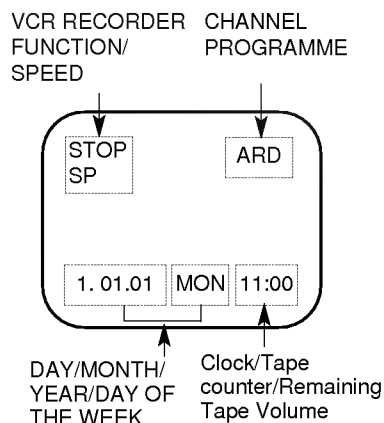 VCR RECORDER
FUNCTION/
SPEED
CHANNEL
PROGRAMME
STOP
SP
ARD
1. 01.01
MON
11:00
DAY/MONTH/
YEAR/DAY OF
THE WEEK
Clock/Tape
counter/Remaining
Tape Volume